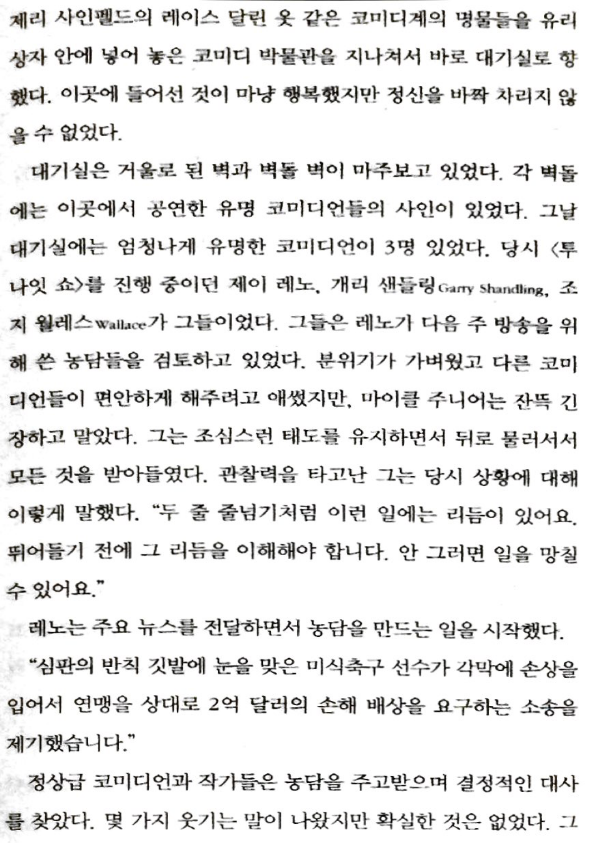 제리 사인펠드의 레이스 달린 옷 같은 코미디계의 명물들을 유리
상자 안에 넣어 놓은 코미디 박물관을 지나쳐서 바로 대기실로 향
했다. 이곳에 들어선 것이 마냥 행복했지만 정신을 바짝 차리지 않
을 수 없었다.
대기실은 거울로 된 벽과 벽돌 벽이 마주보고 있었다. 각 벽돌
에는 이곳에서 공연한 유명 코미디언들의 사인이 있었다. 그날
대기실에는 엄청나게 유명한 코미디언이 3명 있었다. 당시 〈투
나잇 쇼〉를 진행 중이던 제이 레노, 개리 샌들링Garry Shandling, 조
지 월레스Wallace가 그들이었다. 그들은 레노가 다음 주 방송을 위
해 쓴 농담들을 검토하고 있었다. 분위기가 가벼웠고 다른 코미
디언들이 편안하게 해주려고 애썼지만, 마이클 주니어는 잔뜩 긴
장하고 말았다. 그는 조심스런 태도를 유지하면서 뒤로 물러서서
모든 것을 받아들였다. 관찰력을 타고난 그는 당시 상황에 대해
이렇게 말했다. “두 줄 줄넘기처럼 이런 일에는 리듬이 있어요.
뛰어들기 전에 그 리듬을 이해해야 합니다. 안 그러면 일을 망칠
수 있어요.”
레노는 주요 뉴스를 전달하면서 농담을 만드는 일을 시작했다.
“심판의 반칙 깃발에 눈을 맞은 미식축구 선수가 각막에 손상을
입어서 연맹을 상대로 2억 달러의 손해 배상을 요구하는 소송을
제기했습니다.”
정상급 코미디언과 작가들은 농담을 주고받으며 결정적인 대사
를 찾았다. 몇 가지 웃기는 말이 나왔지만 확실한 것은 없었다. 그